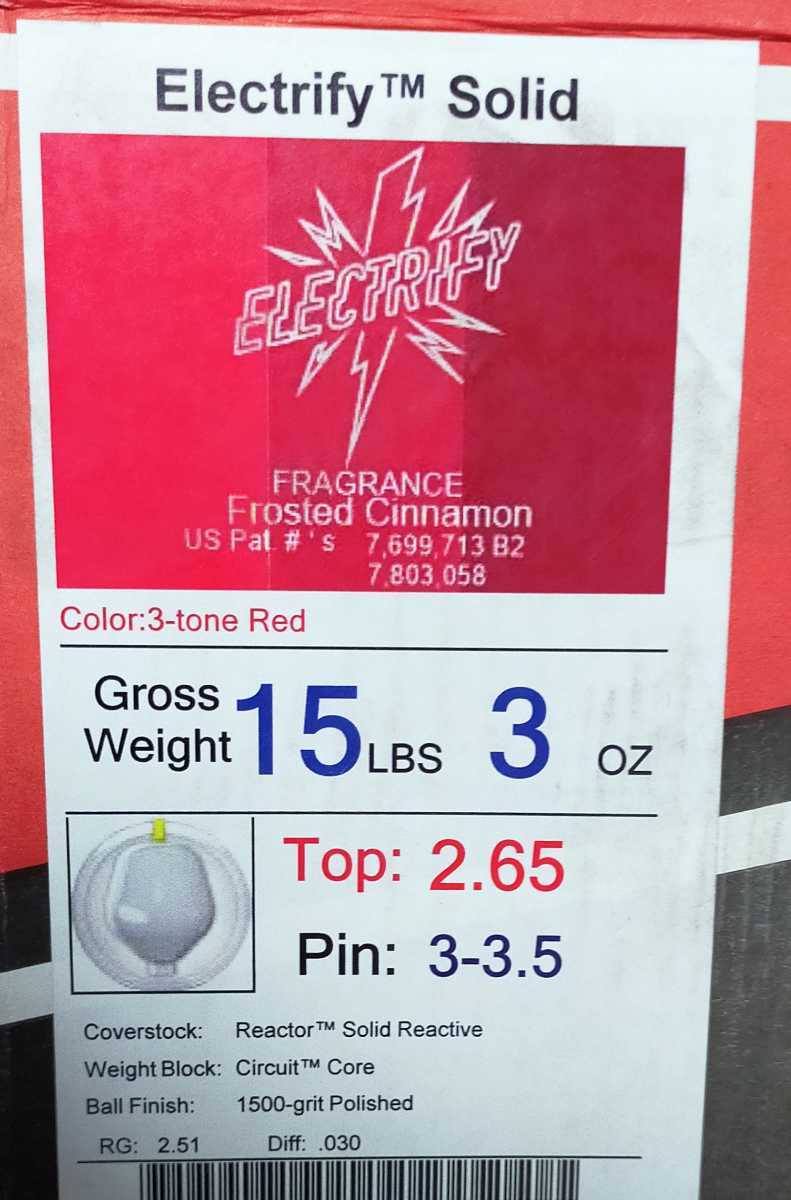 Electrify™ Solid
ELECTRIFY
FRAGRANCE
Frosted Cinnamon
US Pat #'s 7,699,713 B2
7,803,058
Color:3-tone Red
Gross Weight 15 LBS 3 OZ
Top: 2.65
Pin: 3-3.5
Coverstock: Reactor™ Solid Reactive
Weight Block: Circuit™ Core
Ball Finish: 1500-grit Polished
RG: 2.51 Diff: .030